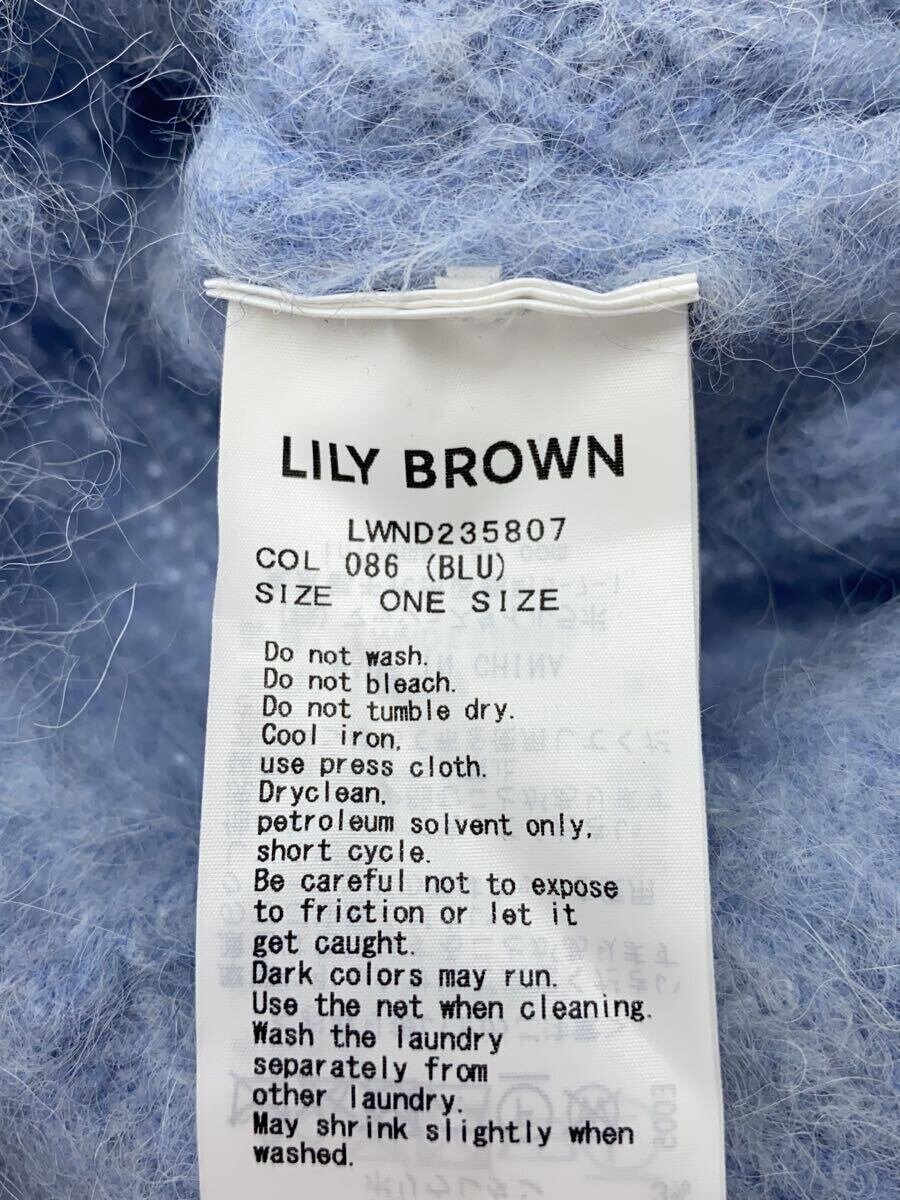 LILY BROWN
LWND235807
COL 086 (BLU)
SIZE ONE SIZE
Do not wash.
Do not bleach.
Do not tumble dry.
Cool iron,
use press cloth.
Dryclean,
petroleum solvent only,
short cycle.
Be careful not to expose
to friction or let it
get caught.
Dark colors may run.
Use the net when cleaning.
Wash the laundry
separately from
other laundry.
May shrink slightly when
washed.